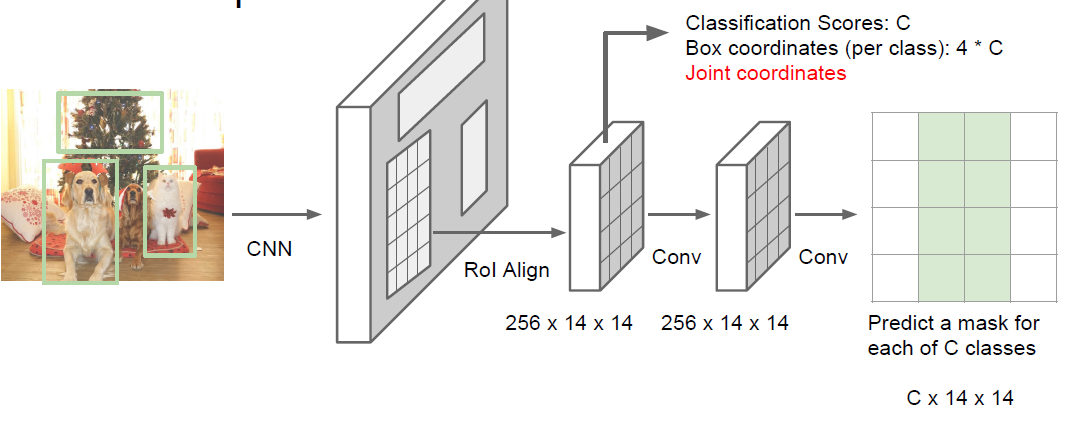 Classification Scores: C
Box coordinates (per class): 4 * C
Joint coordinates
CNN
RoI Align
Conv
Conv
256 x 14 x 14
256 x 14 x 14
Predict a mask for
each of C classes
C x 14 x 14